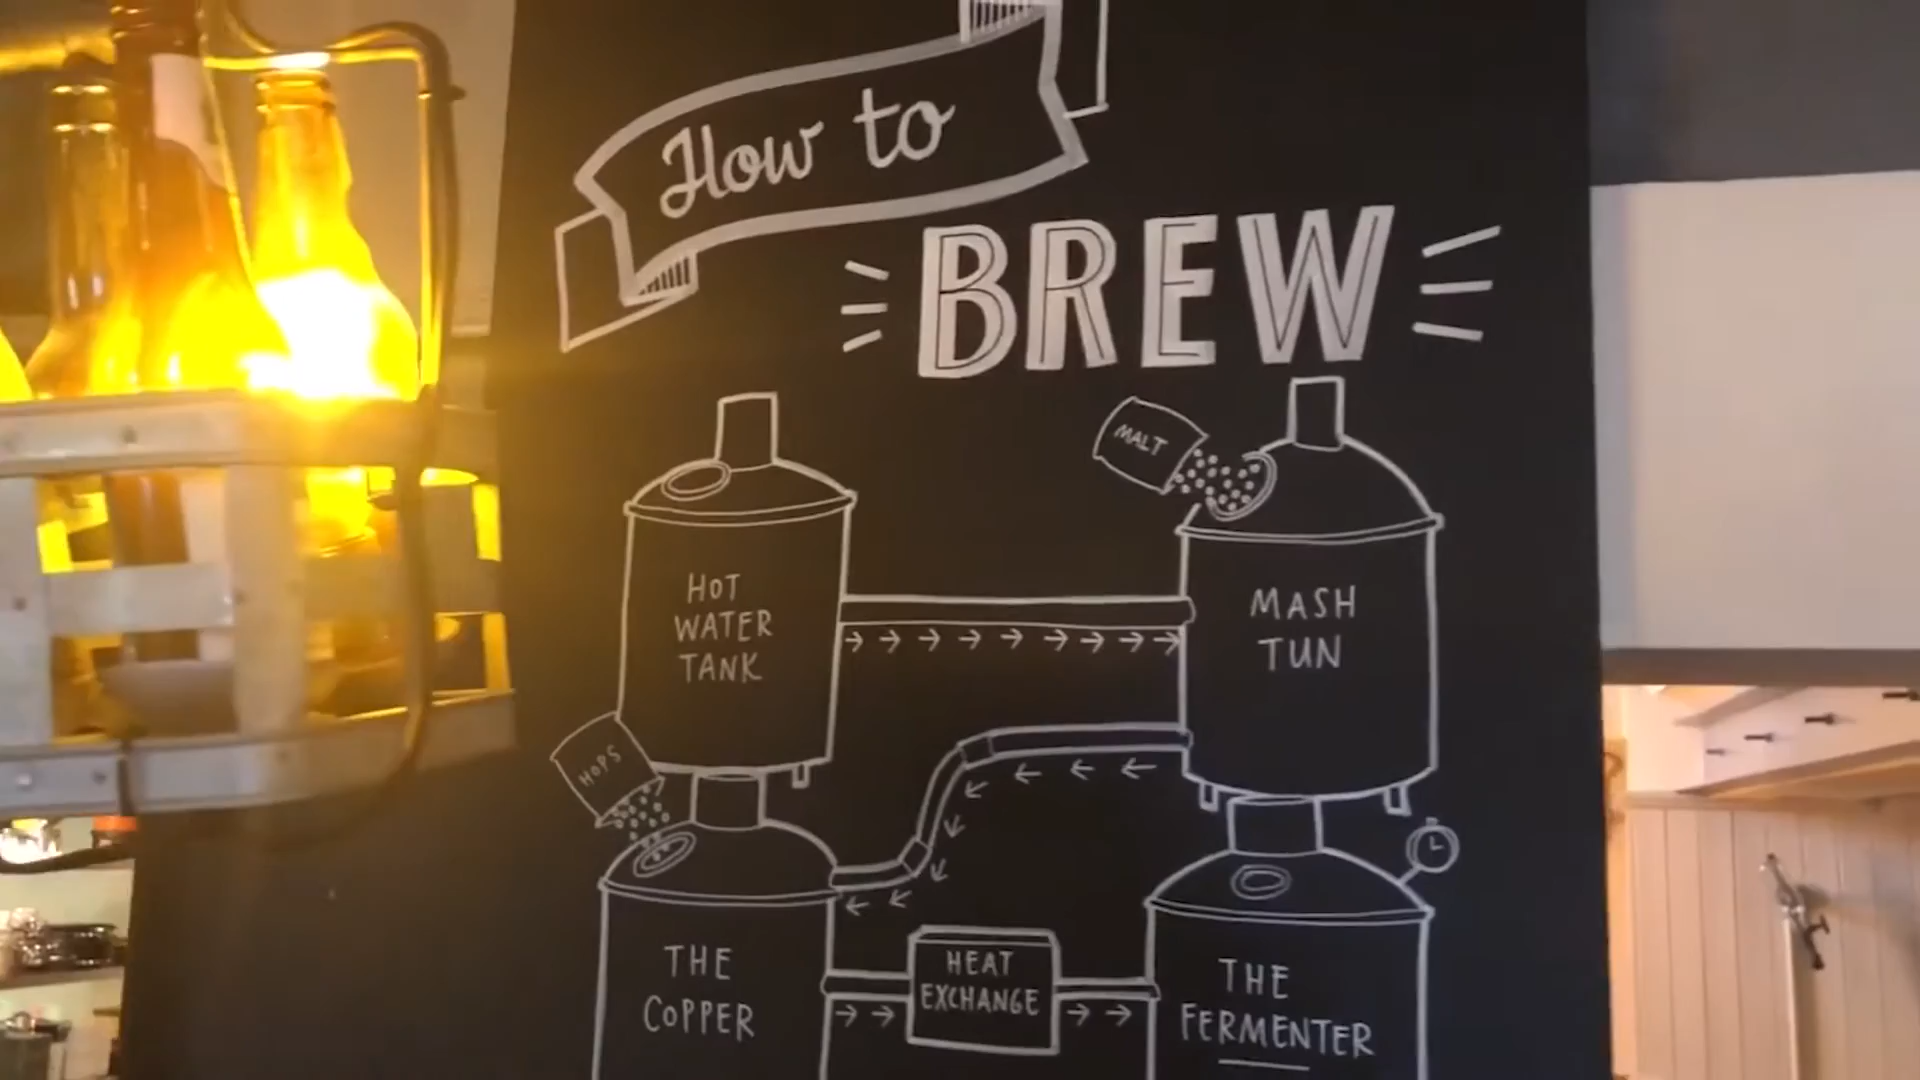 How to
BREW
MALT
HOT
WATER
TANK
MASH
TUN
HOPS
THE
COPPER
HEAT
EXCHANGE
THE
FERMENTER